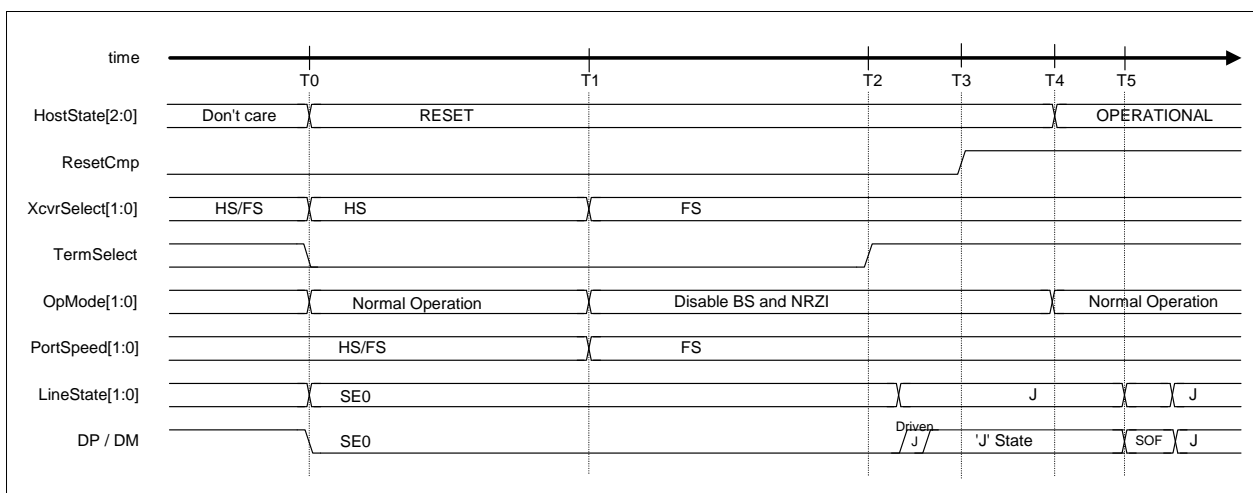 time
T0 T1 T2 T3 T4 T5
HostState[2:0] Don't care RESET OPERATIONAL
ResetCmp
XcvrSelect[1:0] HS/FS HS FS
TermSelect
OpMode[1:0] Normal Operation Disable BS and NRZI Normal Operation
PortSpeed[1:0] HS/FS FS
LineState[1:0] SE0 J J
Driven
DP / DM SE0 J 'J' State SOF J